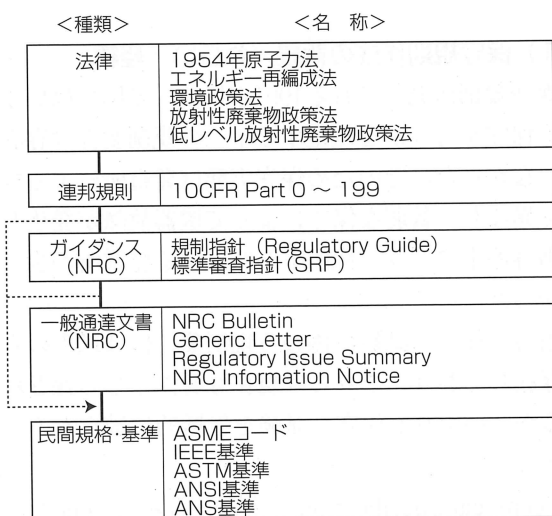 <種類> <名 称>
法律 1954年原子力法
エネルギー再編成法
環境政策法
放射性廃棄物政策法
低レベル放射性廃棄物政策法
連邦規則 10CFR Part 0 ～ 199
ガイダンス 規制指針 (Regulatory Guide)
(NRC) 標準審査指針(SRP)
一般通達文書 NRC Bulletin
(NRC) Generic Letter
Regulatory Issue Summary
NRC Information Notice
民間規格・基準 ASMEコード
IEEE基準
ASTM基準
ANSI基準
ANS基準